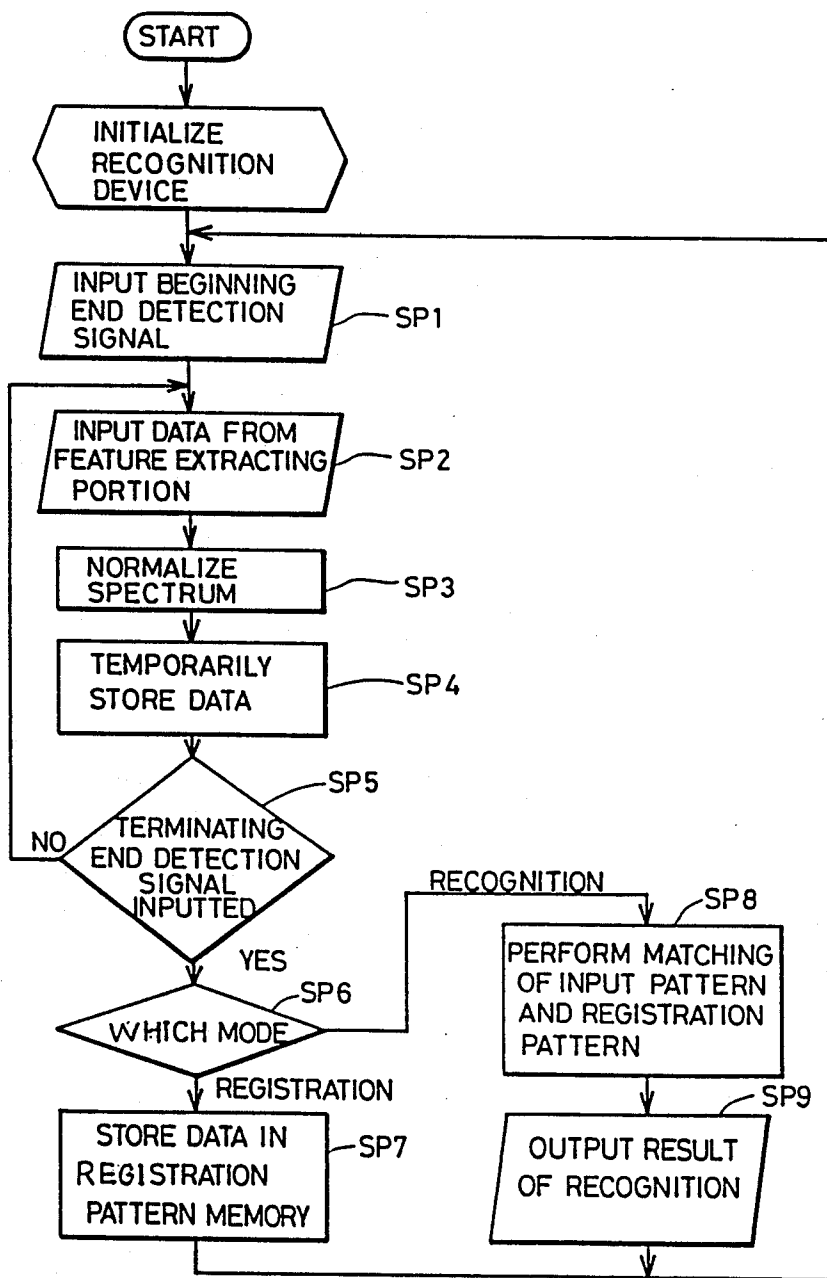 START
INITIALIZE
RECOGNITION
DEVICE
INPUT BEGINNING
END DETECTION
SIGNAL
SP1
INPUT DATA FROM
FEATURE EXTRACTING
PORTION
SP2
NORMALIZE
SPECTRUM
SP3
TEMPORARILY
STORE DATA
SP4
SP5
TERMINATING
END DETECTION
SIGNAL
INPUTTED
NO
YES
SP6
WHICH MODE
RECOGNITION
REGISTRATION
STORE DATA IN
REGISTRATION
PATTERN MEMORY
SP7
SP8
PERFORM MATCHING
OF INPUT PATTERN
AND REGISTRATION
PATTERN
SP9
OUTPUT RESULT
OF RECOGNITION